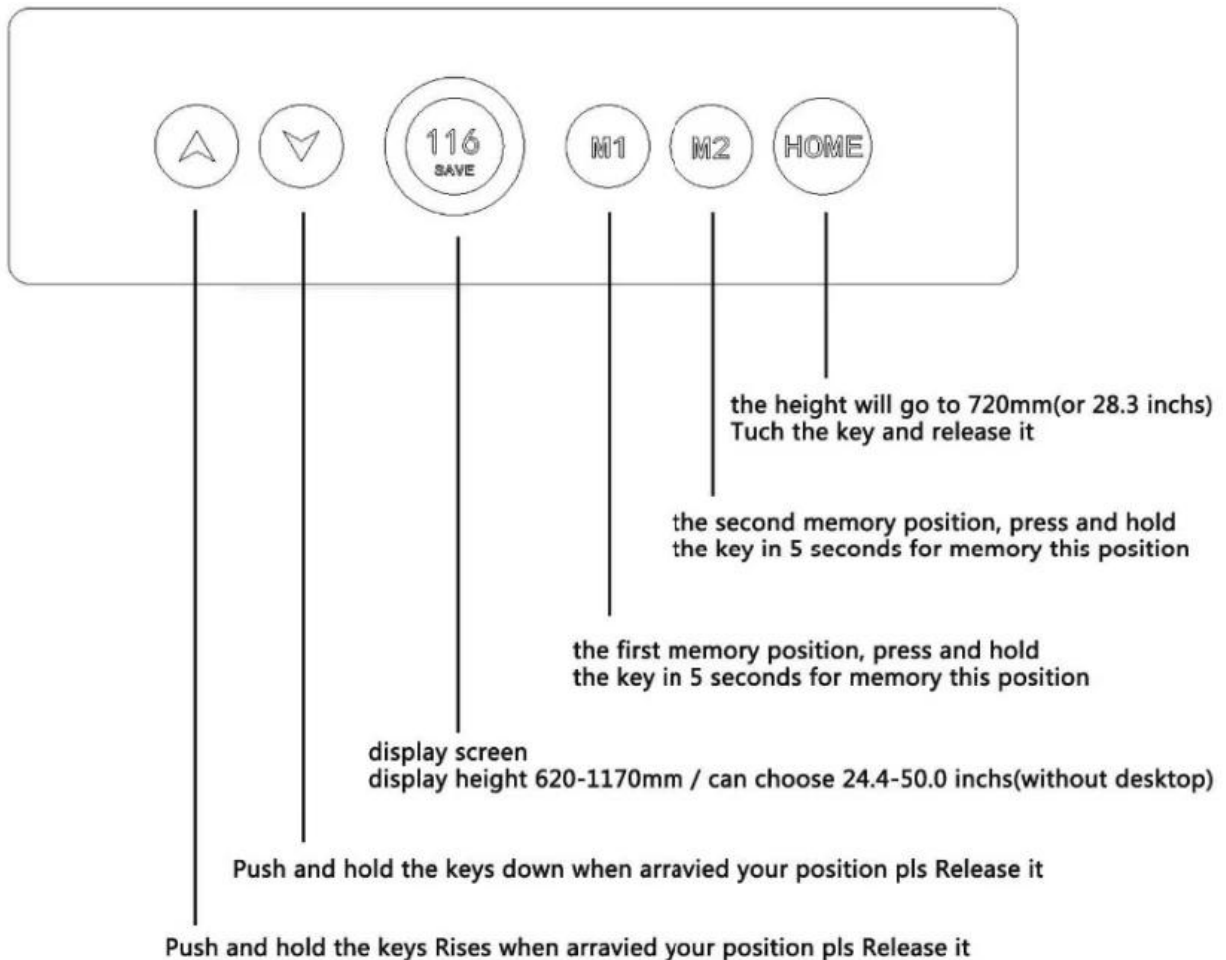 116
SAVE
M1
M2
HOME
the height will go to 720mm(or 28.3 inchs)
Tuch the key and release it
the second memory position, press and hold
the key in 5 seconds for memory this position
the first memory position, press and hold
the key in 5 seconds for memory this position
display screen
display height 620-1170mm / can choose 24.4-50.0 inchs(without desktop)
Push and hold the keys down when arravied your position pls Release it
Push and hold the keys Rises when arravied your position pls Release it